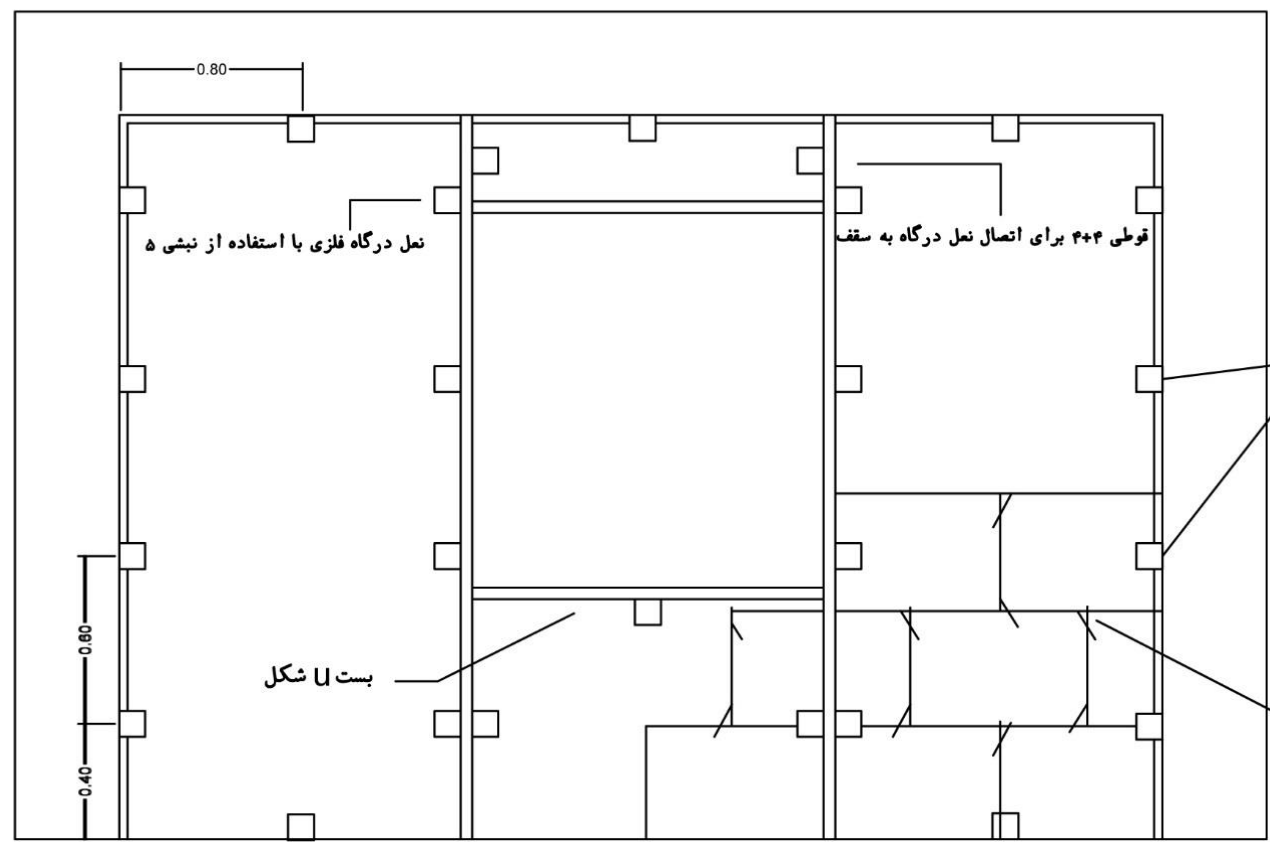 0.80
نعل درگاه فلزی با استفاده از نبشی ۵
قوطی ۴+۴ برای اتصال نعل درگاه به سقف
0.60
بست U شکل
0.40